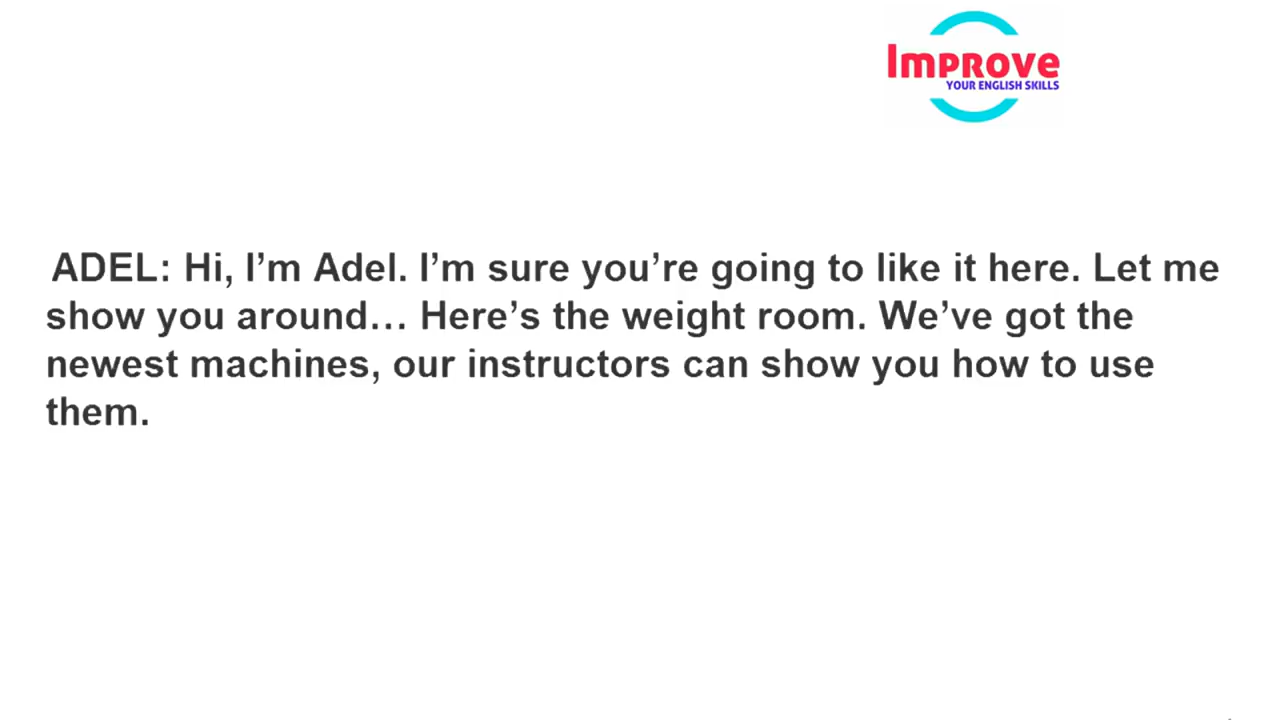 Improve
YOUR ENGLISH SKILLS
ADEL: Hi, I’m Adel. I’m sure you’re going to like it here. Let me
show you around… Here’s the weight room. We’ve got the
newest machines, our instructors can show you how to use
them.